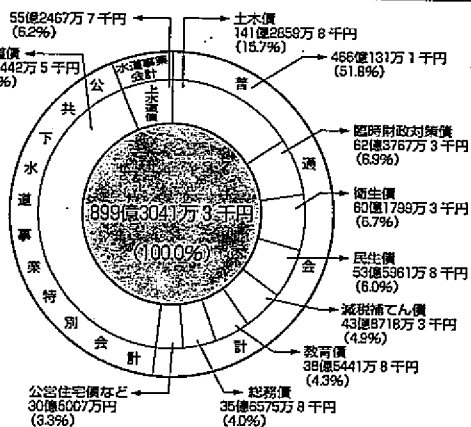 55億2467万7千円
(6.2%)
土木債
141億2859万8千円
(15.7%)
466億131万1千円
(51.8%)
442万5千円
水道事業会計
上水道債
普通会計
公共下水道事業特別会計
臨時財政対策債
62億3767万3千円
(6.9%)
899億3041万3千円
(100.0%)
衛生債
60億1799万3千円
(6.7%)
民生債
53億5961万8千円
(6.0%)
減税補てん債
43億8718万3千円
(4.9%)
教育債
38億5441万8千円
(4.3%)
総務債
35億6575万8千円
(4.0%)
公営住宅債など
30億5007万円
(3.3%)